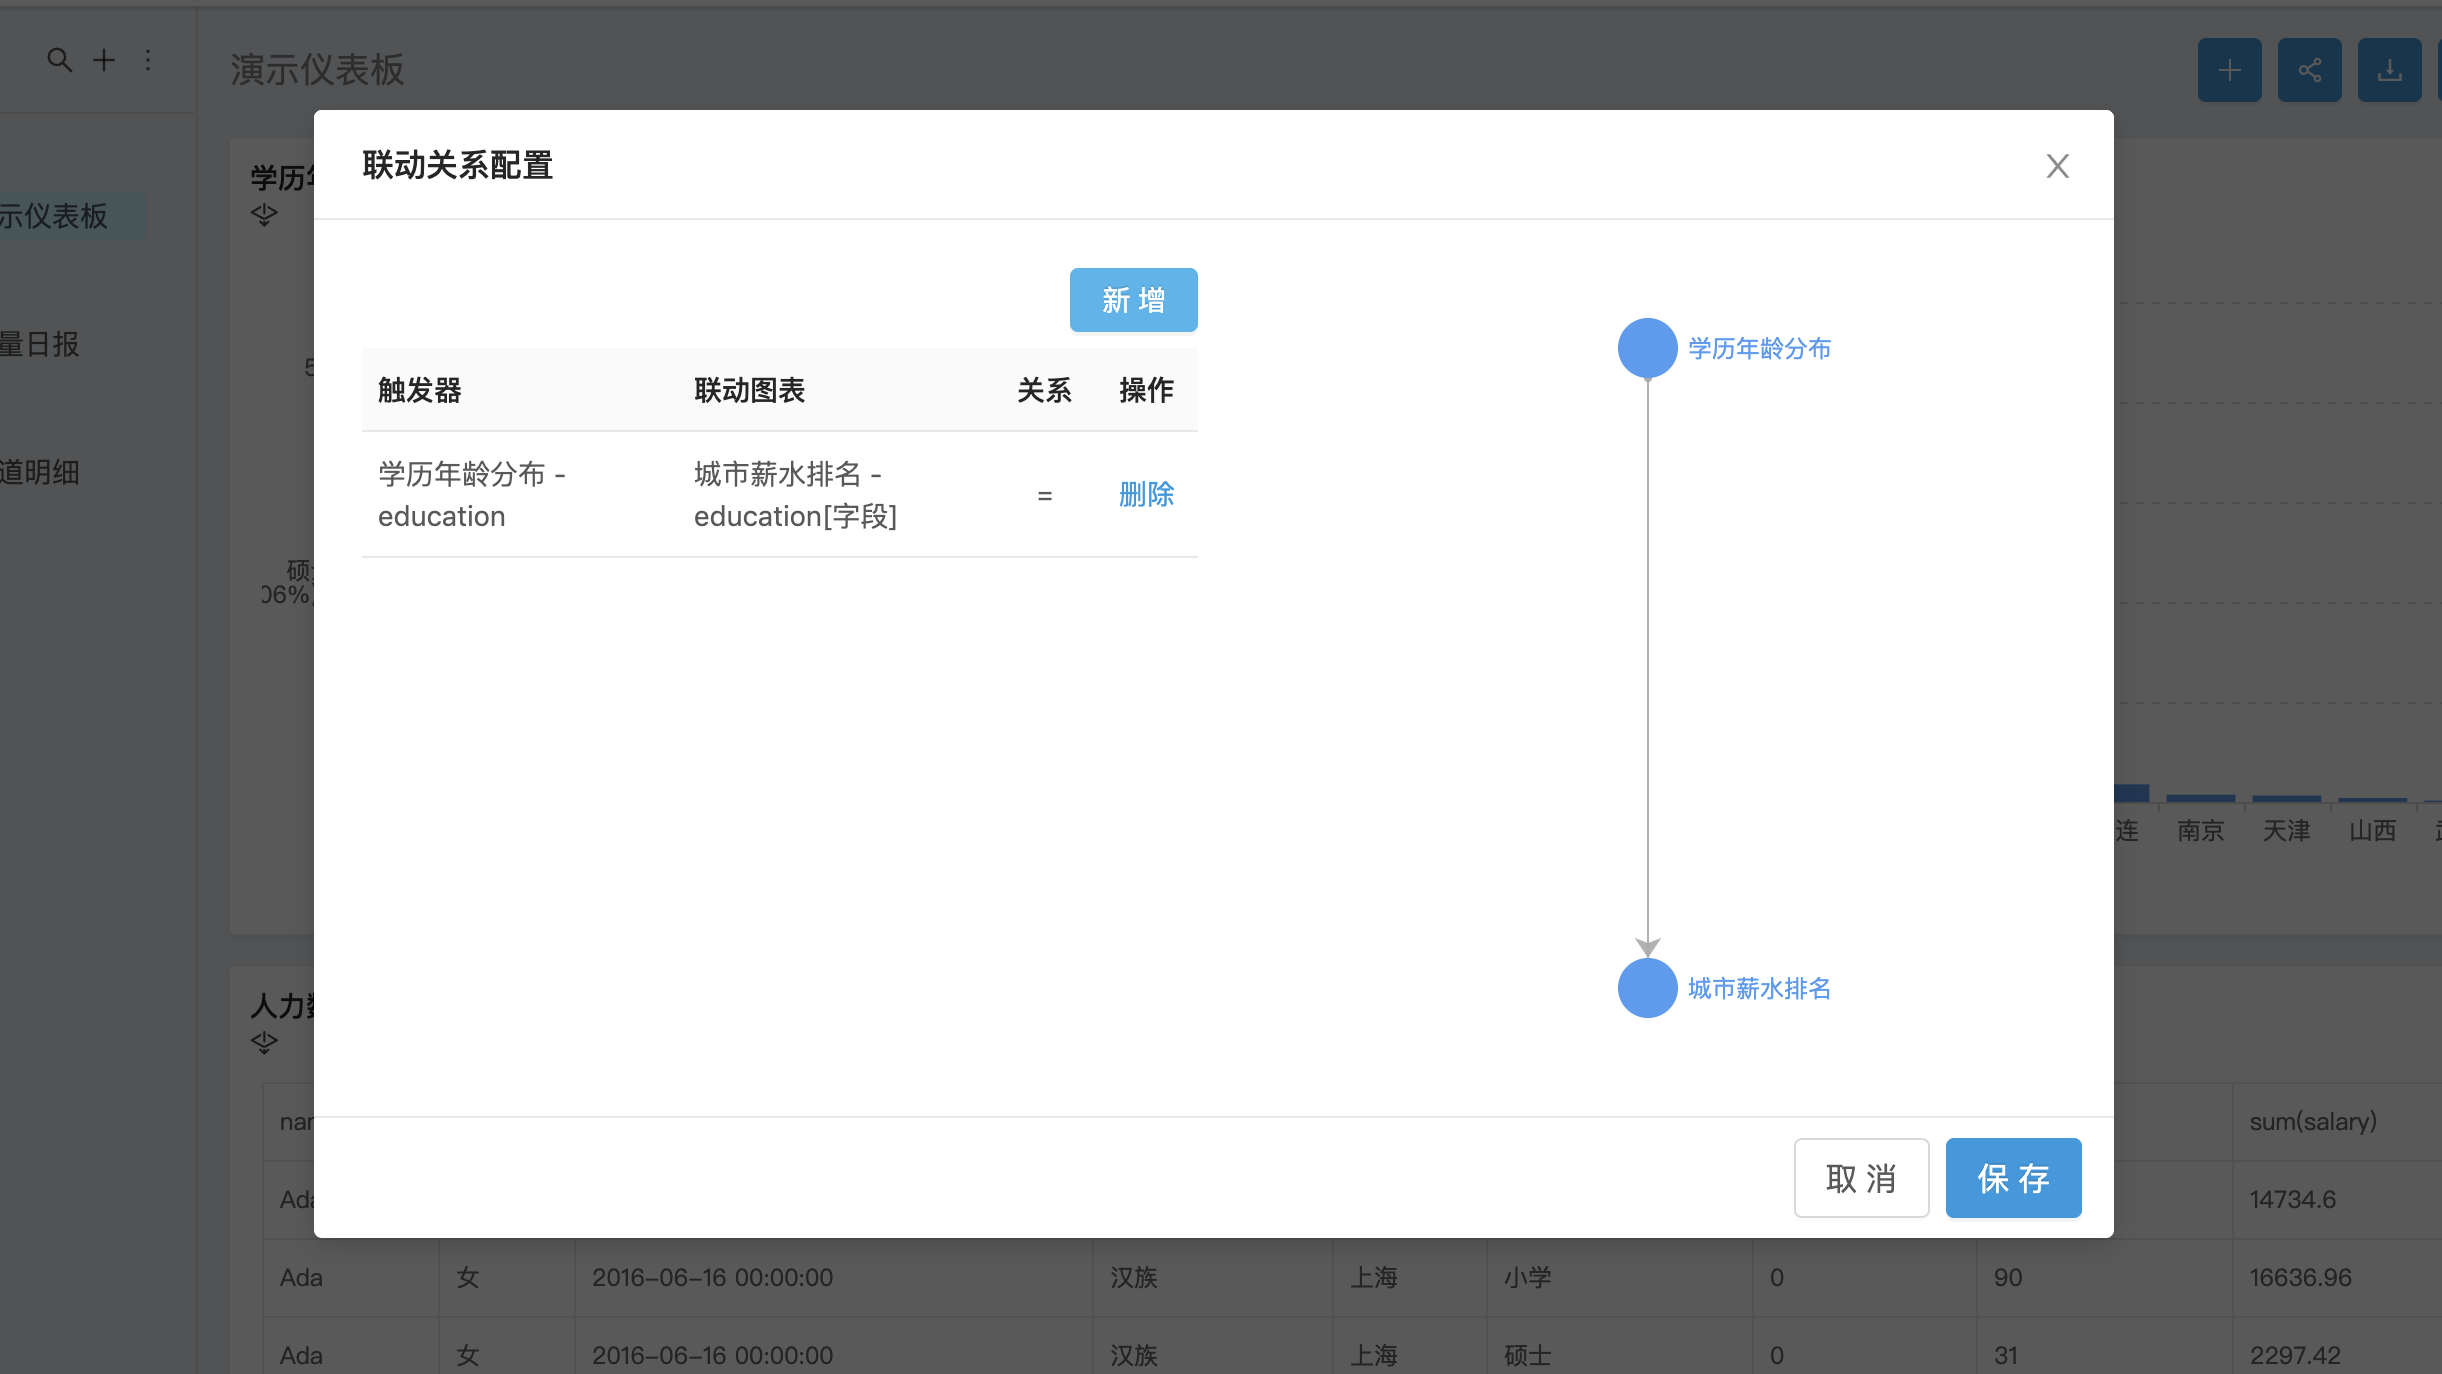 演示仪表板
示仪表板
量日报
道明细
学历年
联动关系配置
新 增
触发器 联动图表 关系 操作
学历年龄分布 -
education
城市薪水排名 -
education[字段]
=
删除
学历年龄分布
城市薪水排名
取 消
保 存
5
硕
06%
连 南京 天津 山西
人力
sum(salary)
Ada 14734.6
Ada 女 2016-06-16 00:00:00 汉族 上海 小学 0 90 16636.96
Ada 女 2016-06-16 00:00:00 汉族 上海 硕士 0 31 2297.42